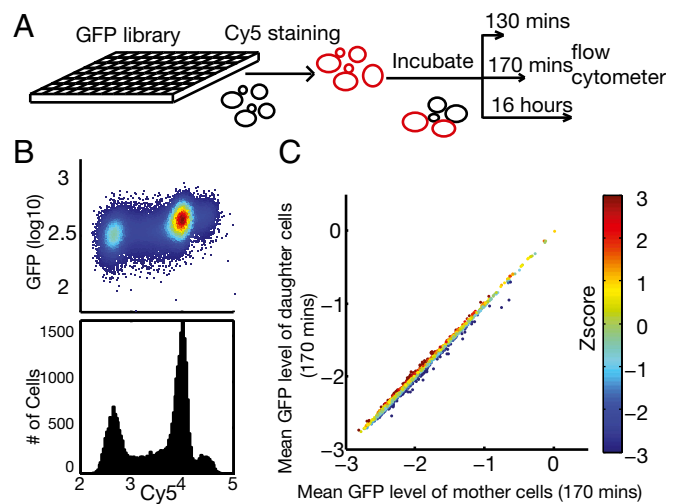 A
GFP library
Cy5 staining
Incubate
130 mins
170 mins
16 hours
flow
cytometer
B
GFP (log10)
3
2.5
2
# of Cells
1500
1000
500
0
2
3
4
5
Cy5
C
Mean GFP level of daughter cells
(170 mins)
0
−1
−2
−3
−3
−2
−1
0
Mean GFP level of mother cells (170 mins)
3
2
1
0
−1
−2
−3
Zscore